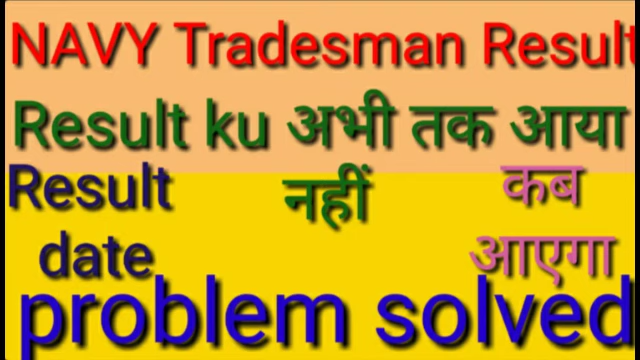 NAVY Tradesman Result
Result ku अभी तक आया
Result नहीं कब
date आएगा
problem solved